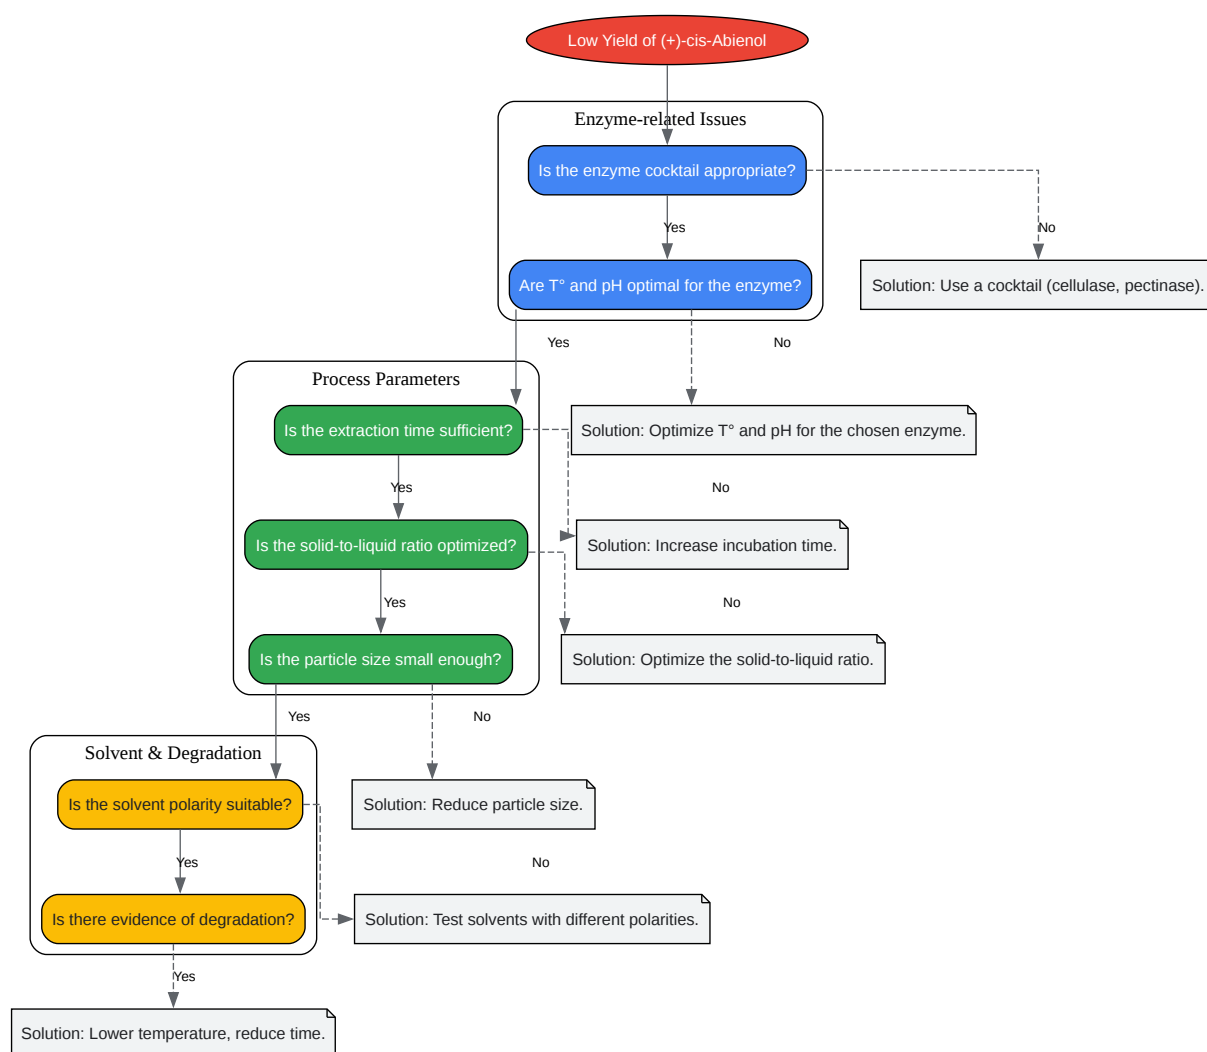 Low Yield of (+)-cis-Abienol
Enzyme-related Issues
Is the enzyme cocktail appropriate?
Yes
No
Are T° and pH optimal for the enzyme?
Solution: Use a cocktail (cellulase, pectinase).
Yes
No
Process Parameters
Is the extraction time sufficient?
Solution: Optimize T° and pH for the chosen enzyme.
Yes
No
Is the solid-to-liquid ratio optimized?
Solution: Increase incubation time.
Yes
No
Is the particle size small enough?
Solution: Optimize the solid-to-liquid ratio.
Yes
No
Solvent & Degradation
Is the solvent polarity suitable?
Solution: Reduce particle size.
Yes
No
Is there evidence of degradation?
Solution: Test solvents with different polarities.
Yes
Solution: Lower temperature, reduce time.